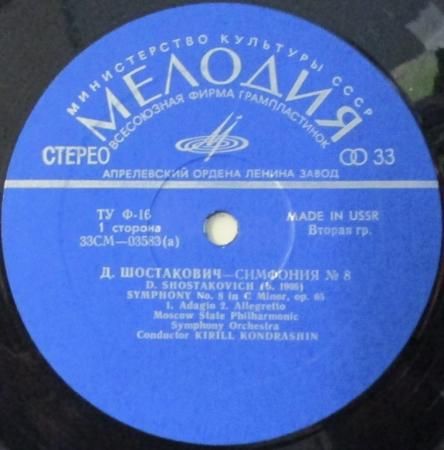 МИНИСТЕРСТВО КУЛЬТУРЫ СССР
МЕЛОДИЯ
ВСЕСОЮЗНАЯ ФИРМА ГРАМПЛАСТИНОК
СТЕРЕО
33
АПРЕЛЕВСКИЙ ОРДЕНА ЛЕНИНА ЗАВОД
ТУ Ф-16
MADE IN USSR
1 сторона
Вторая гр.
33СМ—03583(а)
Д. ШОСТАКОВИЧ—СИМФОНИЯ № 8
D. SHOSTAKOVICH (b. 1906)
SYMPHONY No. 8 in C Minor, op. 65
1. Adagio 2. Allegretto
Moscow State Philharmonic
Symphony Orchestra
Conductor KIRILL KONDRASHIN